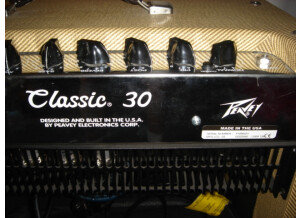 Classic® 30
DESIGNED AND BUILT IN THE U.S.A.
BY PEAVEY ELECTRONICS CORP.
PEAVEY
MADE IN THE USA